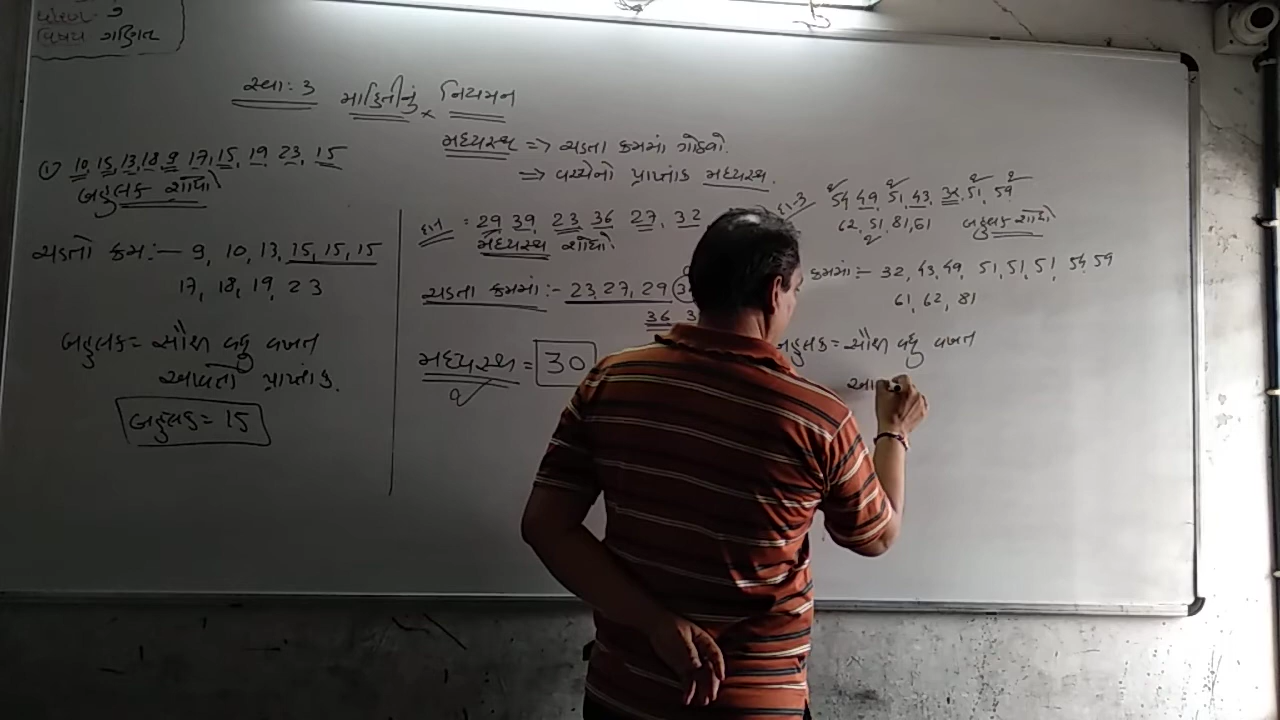 ધોરણ 7
વિષય ગણિત
સ્વા: 3 માહિતીનું નિયમન
મધ્યસ્થ => ચડતા ક્રમમાં ગોઠવો.
=> વચ્ચેનો પ્રાપ્તાંક મધ્યસ્થ.
(1) 10, 15, 13, 18, 9, 17, 15, 19 23, 15
બહુલક શોધો
ચડતો ક્રમ:- 9, 10, 13, 15, 15, 15
17, 18, 19, 23
બહુલક = સૌથી વધુ વખત
આવતો પ્રાપ્તાંક.
બહુલક = 15
દા.ત = 29 39, 23, 36 27, 32
મધ્યસ્થ શોધો.
ચડતા ક્રમમાં :- 23, 27, 29
36
મધ્યસ્થ = 30
દા.3 54 49, 51, 43, 32, 51, 59
62, 51, 81, 61 બહુલક શોધો
ક્રમમાં :- 32, 43, 49, 51, 51, 51, 54, 59
61, 62, 81
બહુલક = સૌથી વધુ વખત
આ